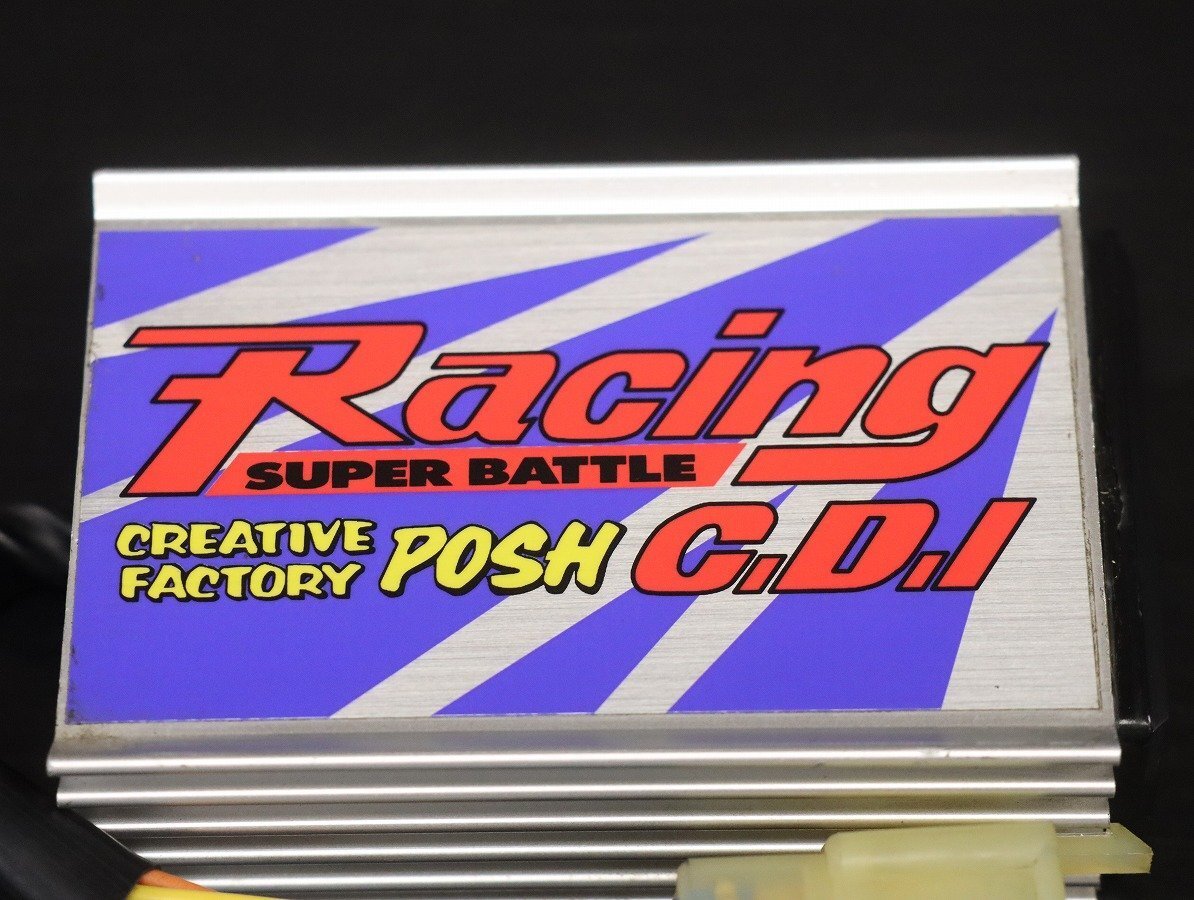 Racing
SUPER BATTLE
CREATIVE
FACTORY
POSH
C.D.I